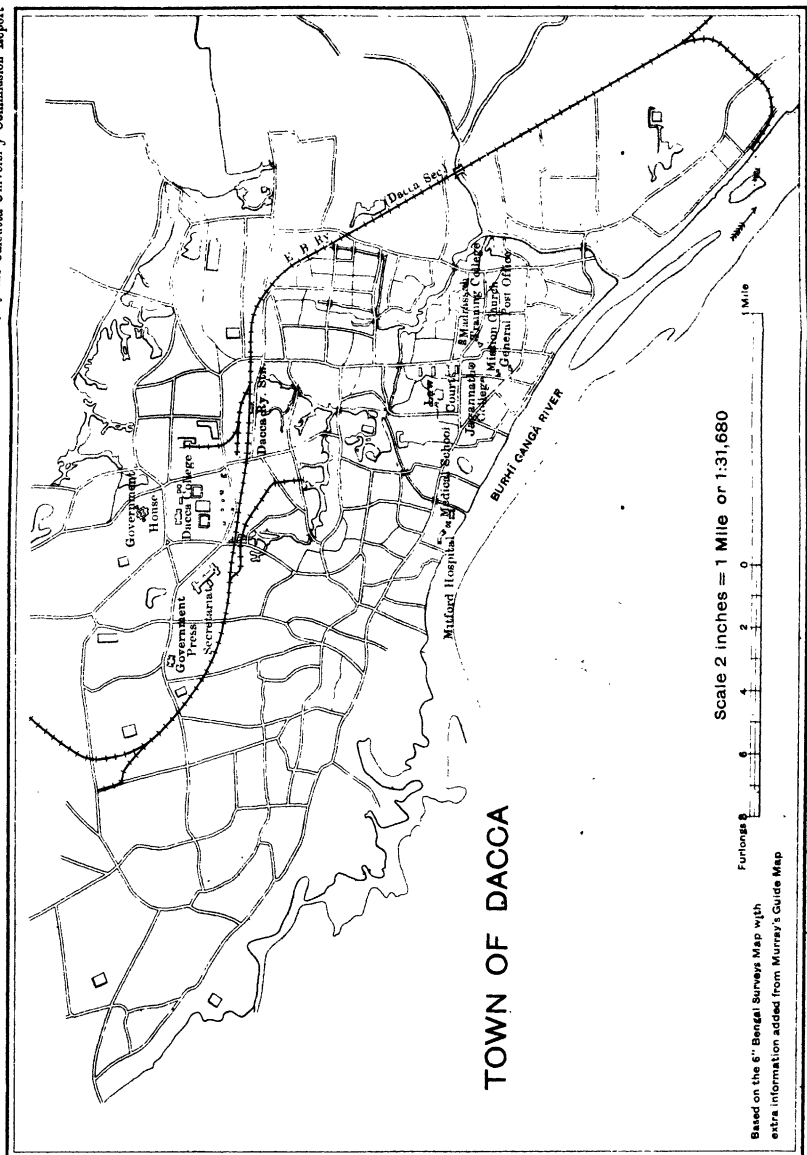 Commission Report
Government
House
Dacca College
Government
Press
Secretariat
Dacca Ry. Stn.
E B Ry
(Dacca Sec.)
Madrassa
Training College
Mission Church
General Post Office
Law
Courts
Jagannath
College
Medical School
Mitford Hospital
BURHI GANGA RIVER
TOWN OF DACCA
Scale 2 inches = 1 Mile or 1:31,680
Furlongs 8 6 4 2 0 1 Mile
Based on the 6" Bengal Surveys Map with
extra information added from Murray's Guide Map